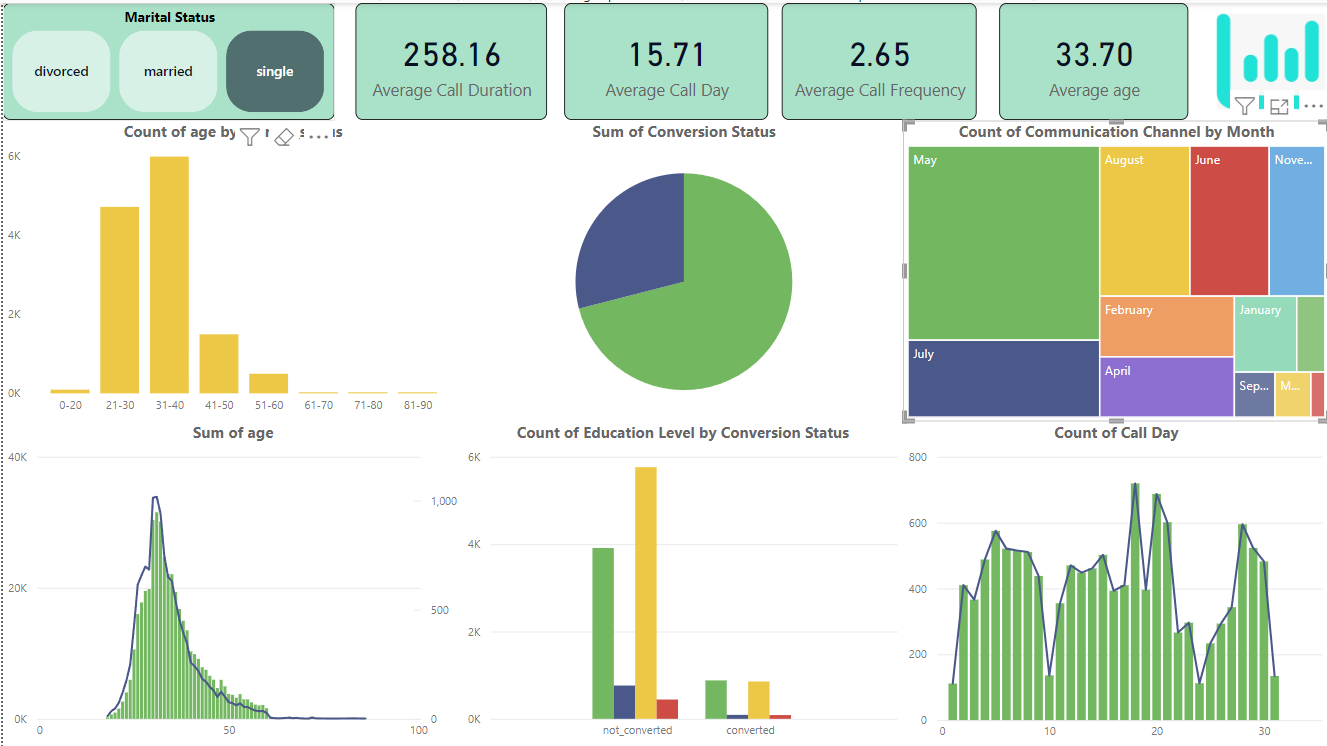 Marital Status
divorced
married
single
258.16
Average Call Duration
15.71
Average Call Day
2.65
Average Call Frequency
33.70
Average age
Count of age by
Sum of Conversion Status
Count of Communication Channel by Month
6K
4K
2K
0K
0-20
21-30
31-40
41-50
51-60
61-70
71-80
81-90
May
August
June
Nove...
February
January
July
April
Sep...
M...
Sum of age
40K
20K
0K
0
50
100
1,000
500
0
Count of Education Level by Conversion Status
6K
4K
2K
0K
not_converted
converted
Count of Call Day
800
600
400
200
0
0
10
20
30